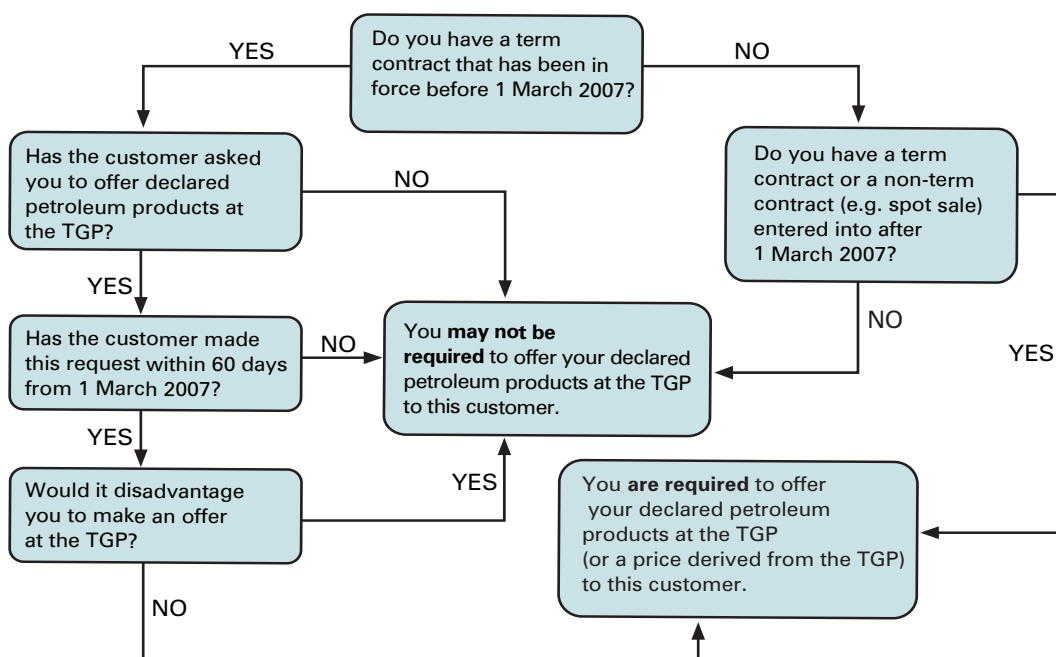 Do you have a term
contract that has been in
force before 1 March 2007?
YES
NO
Has the customer asked
you to offer declared
petroleum products at
the TGP?
NO
Do you have a term
contract or a non-term
contract (e.g. spot sale)
entered into after
1 March 2007?
YES
NO
YES
Has the customer made
this request within 60 days
from 1 March 2007?
NO
You may not be
required to offer your declared
petroleum products at the TGP
to this customer.
YES
Would it disadvantage
you to make an offer
at the TGP?
YES
You are required to offer
your declared petroleum
products at the TGP
(or a price derived from the TGP)
to this customer.
NO